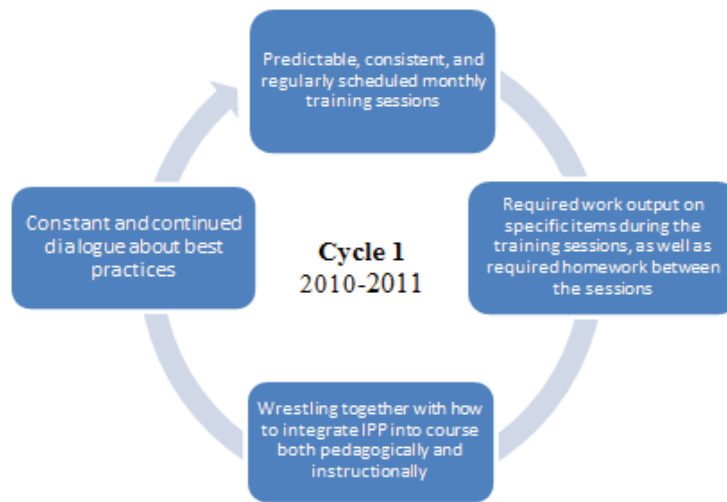 Predictable, consistent, and
regularly scheduled monthly
training sessions
Required work output on
specific items during the
training sessions, as well as
required homework between
the sessions
Wrestling together with how
to integrate IPP into course
both pedagogically and
instructionally
Constant and continued
dialogue about best
practices
Cycle 1
2010-2011